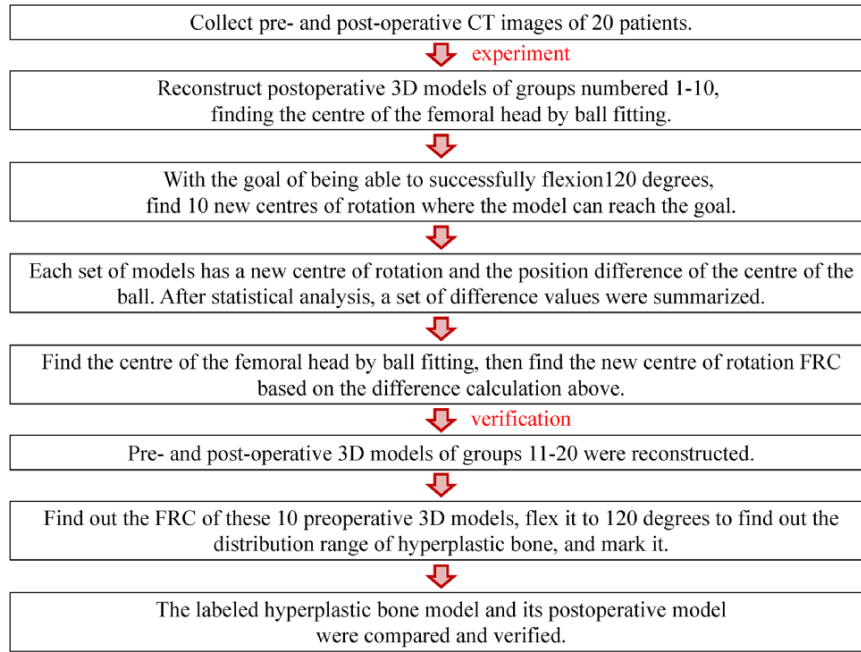 Collect pre- and post-operative CT images of 20 patients.
experiment
Reconstruct postoperative 3D models of groups numbered 1-10,
finding the centre of the femoral head by ball fitting.
With the goal of being able to successfully flexion120 degrees,
find 10 new centres of rotation where the model can reach the goal.
Each set of models has a new centre of rotation and the position difference of the centre of the
ball. After statistical analysis, a set of difference values were summarized.
Find the centre of the femoral head by ball fitting, then find the new centre of rotation FRC
based on the difference calculation above.
verification
Pre- and post-operative 3D models of groups 11-20 were reconstructed.
Find out the FRC of these 10 preoperative 3D models, flex it to 120 degrees to find out the
distribution range of hyperplastic bone, and mark it.
The labeled hyperplastic bone model and its postoperative model
were compared and verified.